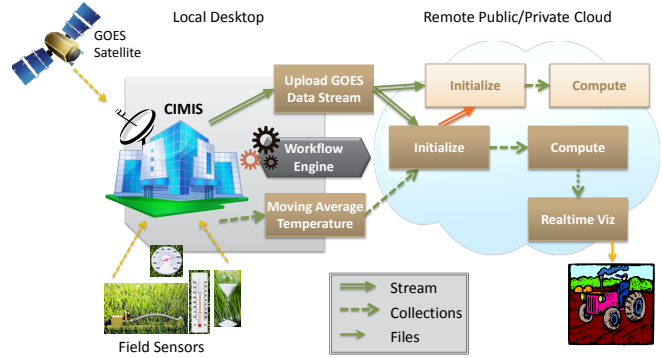 Local Desktop
Remote Public/Private Cloud
GOES
Satellite
CIMIS
Upload GOES
Data Stream
Initialize
Compute
Workflow
Engine
Initialize
Compute
Moving Average
Temperature
Realtime Viz
Stream
Collections
Files
Field Sensors